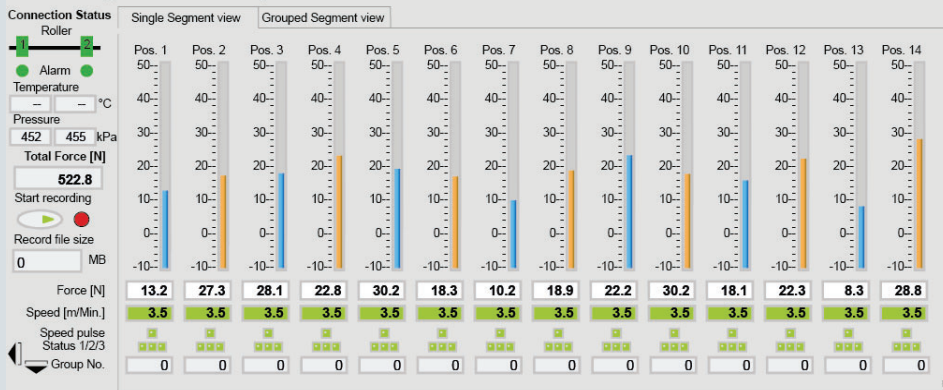 Connection Status
Single Segment view
Grouped Segment view
Roller
1 2
Alarm
Temperature
-- -- °C
Pressure
452 455 kPa
Total Force [N]
522.8
Start recording
Record file size
0 MB
Pos. 1 Pos. 2 Pos. 3 Pos. 4 Pos. 5 Pos. 6 Pos. 7 Pos. 8 Pos. 9 Pos. 10 Pos. 11 Pos. 12 Pos. 13 Pos. 14
50 50 50 50 50 50 50 50 50 50 50 50 50 50
40 40 40 40 40 40 40 40 40 40 40 40 40 40
30 30 30 30 30 30 30 30 30 30 30 30 30 30
20 20 20 20 20 20 20 20 20 20 20 20 20 20
10 10 10 10 10 10 10 10 10 10 10 10 10 10
0 0 0 0 0 0 0 0 0 0 0 0 0 0
-10 -10 -10 -10 -10 -10 -10 -10 -10 -10 -10 -10 -10 -10
Force [N] 13.2 27.3 28.1 22.8 30.2 18.3 10.2 18.9 22.2 30.2 18.1 22.3 8.3 28.8
Speed [m/Min.] 3.5 3.5 3.5 3.5 3.5 3.5 3.5 3.5 3.5 3.5 3.5 3.5 3.5 3.5
Speed pulse
Status 1/2/3
Group No. 0 0 0 0 0 0 0 0 0 0 0 0 0 0